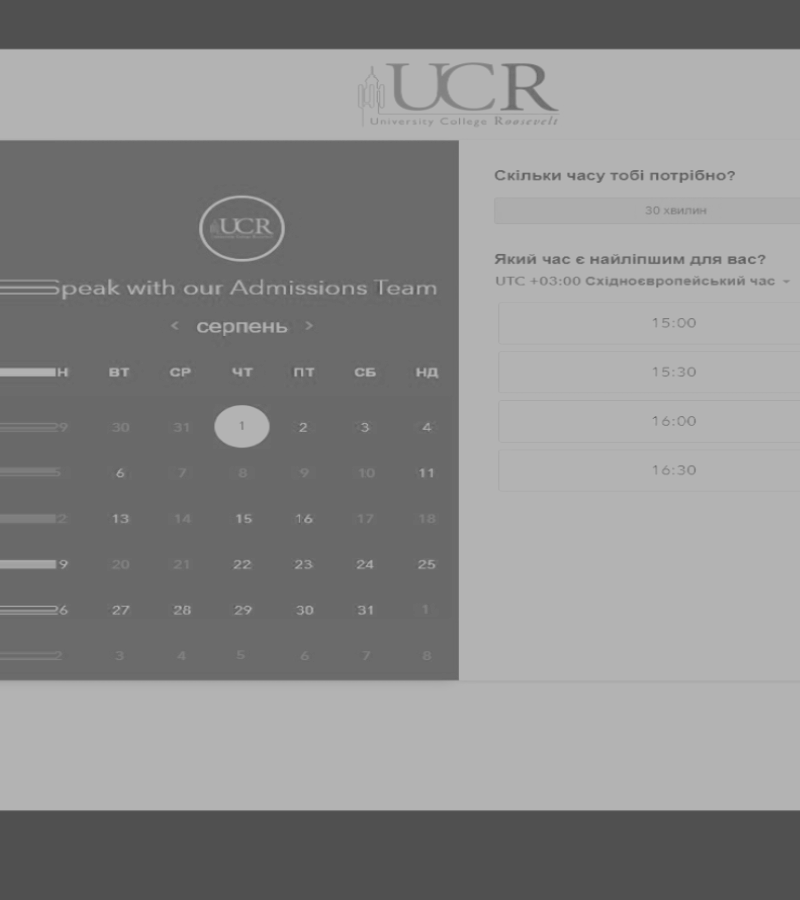 UCR
University College Roosevelt
UCR
Speak with our Admissions Team
< серпень >
Н ВТ СР ЧТ ПТ СБ НД
9 30 31 1 2 3 4
5 6 7 8 9 10 11
2 13 14 15 16 17 18
9 20 21 22 23 24 25
6 27 28 29 30 31 1
2 3 4 5 6 7 8
Скільки часу тобі потрібно?
30 хвилин
Який час є найліпшим для вас?
UTC +03:00 Східноєвропейський час
15:00
15:30
16:00
16:30